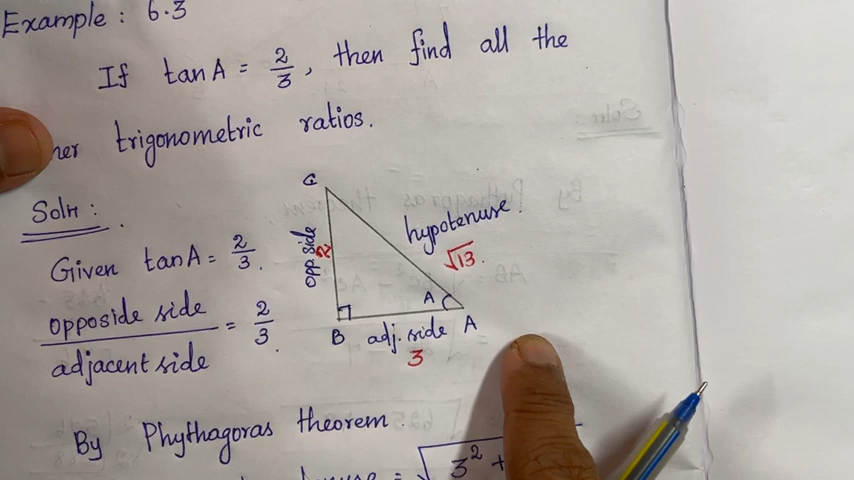 Example : 6.3
If tan A = 2/3, then find all the
trigonometric ratios.
Soln :
C
opp side
2
hypotenuse.
√13.
Given tan A = 2/3.
A
B
adj. side
A
3
opposide side / adjacent side = 2/3.
By Phythagoras theorem.
= √3² +